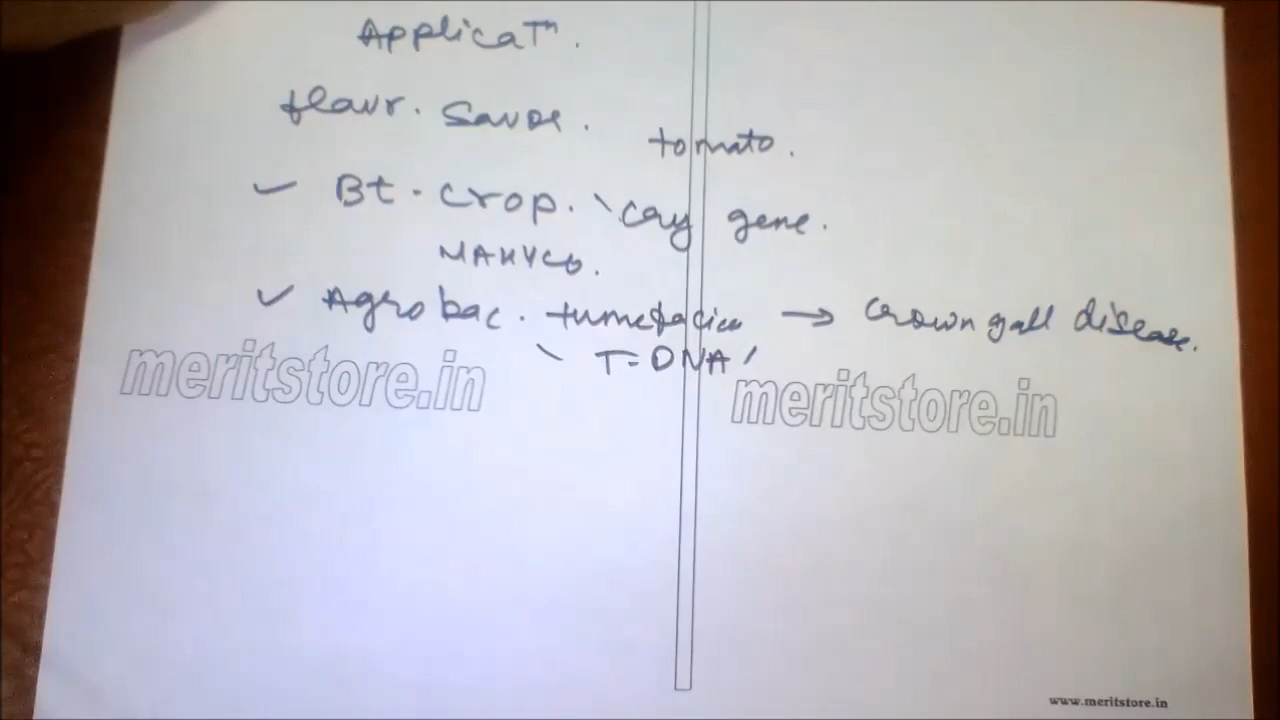 ApplicaTn.
flavr. Savoe.
tomato.
Bt. crop. 'cry gene.
MAHYCO.
Agrobac. tumefacien → crown gall disease.
'T-DNA'
meritstore.in meritstore.in
www.meritstore.in